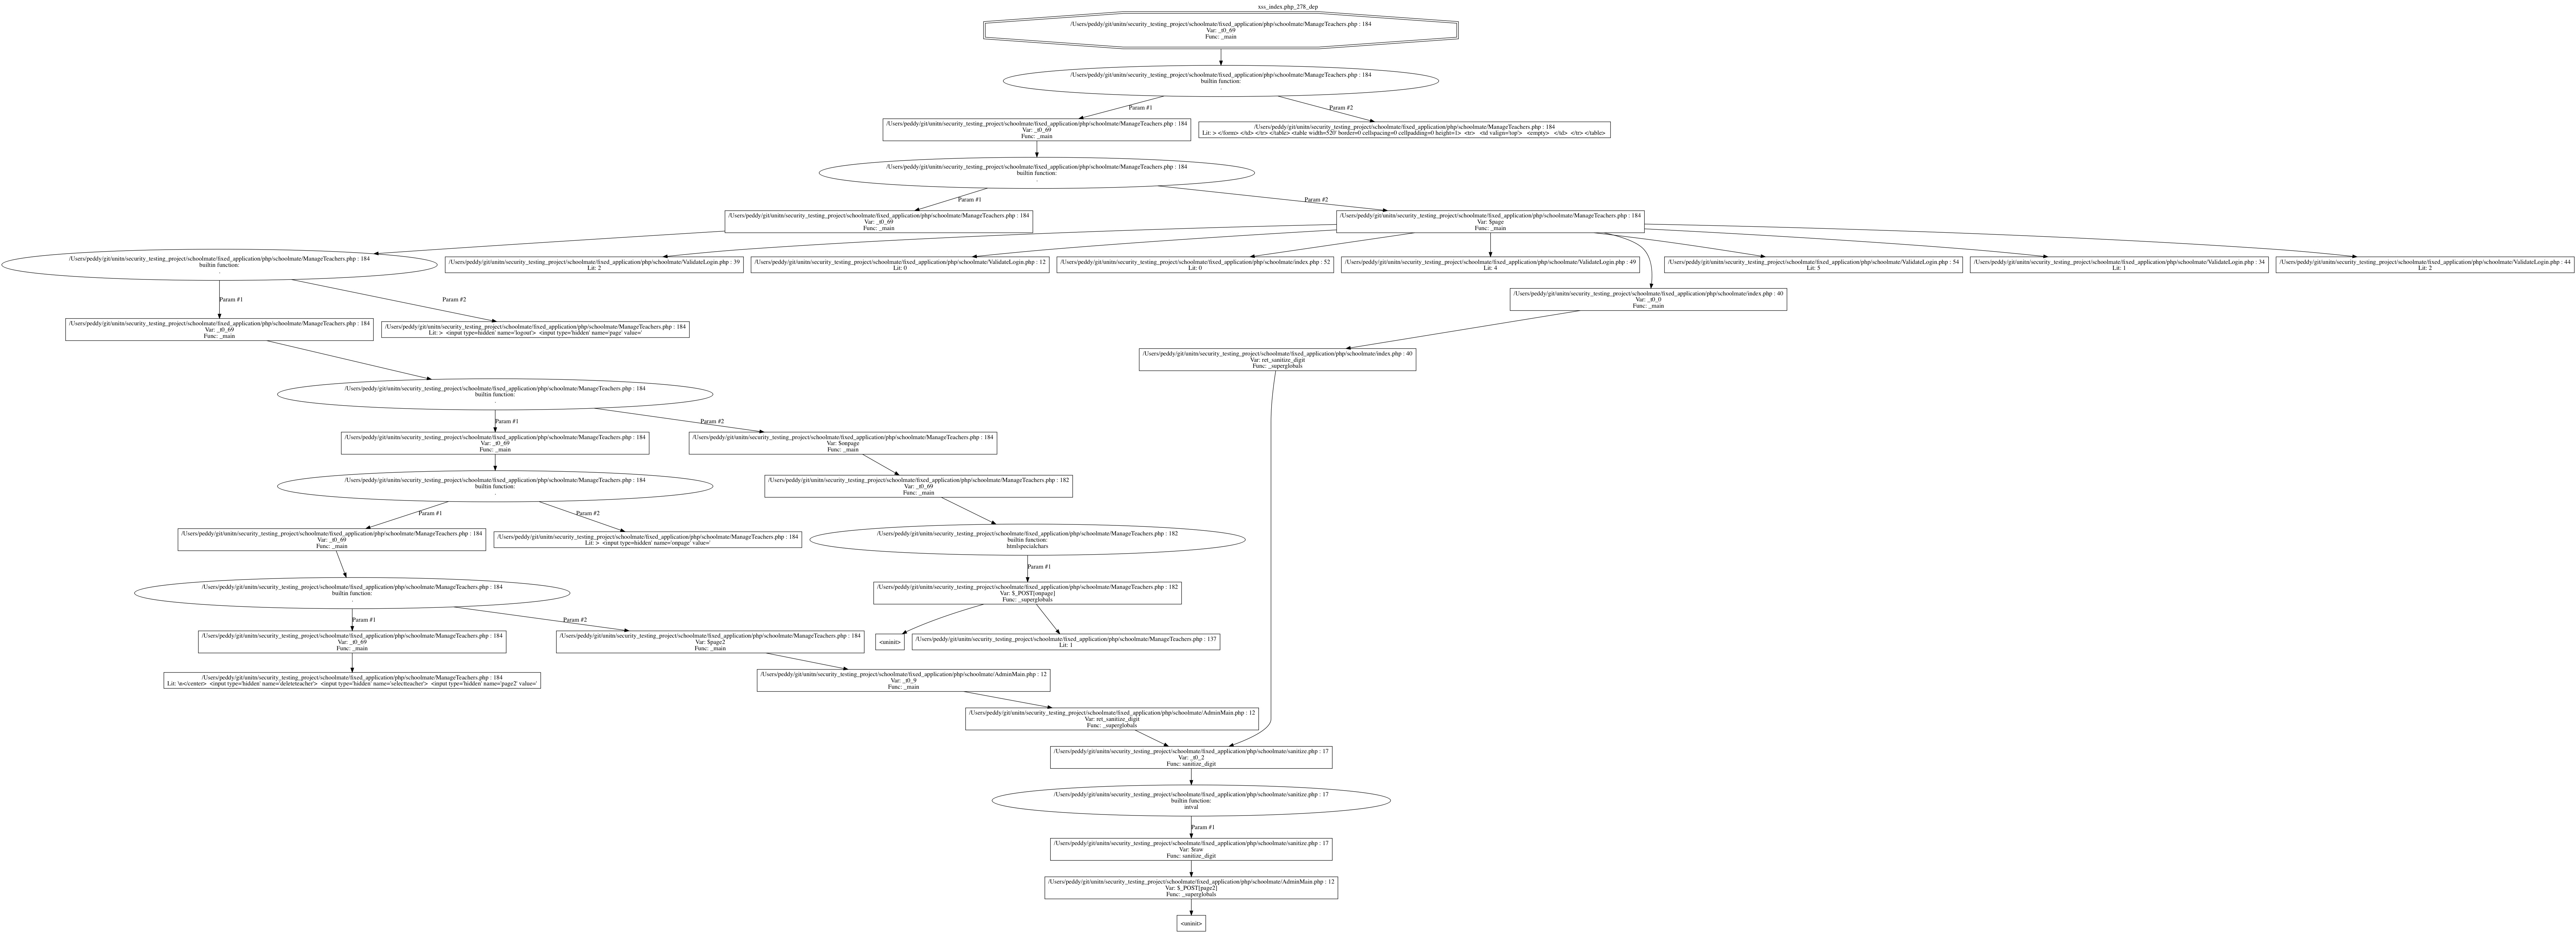 xss_index.php_278_dep
/Users/peddy/git/unitn/security_testing_project/schoolmate/fixed_application/php/schoolmate/ManageTeachers.php : 184
Var: _t0_69
Func: _main
/Users/peddy/git/unitn/security_testing_project/schoolmate/fixed_application/php/schoolmate/ManageTeachers.php : 184
builtin function:
.
Param #1
Param #2
/Users/peddy/git/unitn/security_testing_project/schoolmate/fixed_application/php/schoolmate/ManageTeachers.php : 184
Var: _t0_69
Func: _main
/Users/peddy/git/unitn/security_testing_project/schoolmate/fixed_application/php/schoolmate/ManageTeachers.php : 184
Lit: > </form> </td> </tr> </table> <table width=520' border=0 cellspacing=0 cellpadding=0 height=1> <tr> <td valign='top'> <empty> </td> </tr> </table>
/Users/peddy/git/unitn/security_testing_project/schoolmate/fixed_application/php/schoolmate/ManageTeachers.php : 184
builtin function:
.
Param #1
Param #2
/Users/peddy/git/unitn/security_testing_project/schoolmate/fixed_application/php/schoolmate/ManageTeachers.php : 184
Var: _t0_69
Func: _main
/Users/peddy/git/unitn/security_testing_project/schoolmate/fixed_application/php/schoolmate/ManageTeachers.php : 184
Var: $page
Func: _main
/Users/peddy/git/unitn/security_testing_project/schoolmate/fixed_application/php/schoolmate/ManageTeachers.php : 184
builtin function:
.
/Users/peddy/git/unitn/security_testing_project/schoolmate/fixed_application/php/schoolmate/ValidateLogin.php : 39
Lit: 2
/Users/peddy/git/unitn/security_testing_project/schoolmate/fixed_application/php/schoolmate/ValidateLogin.php : 12
Lit: 0
/Users/peddy/git/unitn/security_testing_project/schoolmate/fixed_application/php/schoolmate/index.php : 52
Lit: 0
/Users/peddy/git/unitn/security_testing_project/schoolmate/fixed_application/php/schoolmate/ValidateLogin.php : 49
Lit: 4
/Users/peddy/git/unitn/security_testing_project/schoolmate/fixed_application/php/schoolmate/ValidateLogin.php : 54
Lit: 5
/Users/peddy/git/unitn/security_testing_project/schoolmate/fixed_application/php/schoolmate/ValidateLogin.php : 34
Lit: 1
/Users/peddy/git/unitn/security_testing_project/schoolmate/fixed_application/php/schoolmate/ValidateLogin.php : 44
Lit: 2
Param #1
Param #2
/Users/peddy/git/unitn/security_testing_project/schoolmate/fixed_application/php/schoolmate/index.php : 40
Var: _t0_0
Func: _main
/Users/peddy/git/unitn/security_testing_project/schoolmate/fixed_application/php/schoolmate/ManageTeachers.php : 184
Var: _t0_69
Func: _main
/Users/peddy/git/unitn/security_testing_project/schoolmate/fixed_application/php/schoolmate/ManageTeachers.php : 184
Lit: > <input type=hidden' name='logout'> <input type='hidden' name='page' value='
/Users/peddy/git/unitn/security_testing_project/schoolmate/fixed_application/php/schoolmate/index.php : 40
Var: ret_sanitize_digit
Func: _superglobals
/Users/peddy/git/unitn/security_testing_project/schoolmate/fixed_application/php/schoolmate/ManageTeachers.php : 184
builtin function:
.
Param #1
Param #2
/Users/peddy/git/unitn/security_testing_project/schoolmate/fixed_application/php/schoolmate/ManageTeachers.php : 184
Var: _t0_69
Func: _main
/Users/peddy/git/unitn/security_testing_project/schoolmate/fixed_application/php/schoolmate/ManageTeachers.php : 184
Var: $onpage
Func: _main
/Users/peddy/git/unitn/security_testing_project/schoolmate/fixed_application/php/schoolmate/ManageTeachers.php : 184
builtin function:
.
/Users/peddy/git/unitn/security_testing_project/schoolmate/fixed_application/php/schoolmate/ManageTeachers.php : 182
Var: _t0_69
Func: _main
Param #1
Param #2
/Users/peddy/git/unitn/security_testing_project/schoolmate/fixed_application/php/schoolmate/ManageTeachers.php : 184
Var: _t0_69
Func: _main
/Users/peddy/git/unitn/security_testing_project/schoolmate/fixed_application/php/schoolmate/ManageTeachers.php : 184
Lit: > <input type=hidden' name='onpage' value='
/Users/peddy/git/unitn/security_testing_project/schoolmate/fixed_application/php/schoolmate/ManageTeachers.php : 182
builtin function:
htmlspecialchars
Param #1
/Users/peddy/git/unitn/security_testing_project/schoolmate/fixed_application/php/schoolmate/ManageTeachers.php : 184
builtin function:
.
/Users/peddy/git/unitn/security_testing_project/schoolmate/fixed_application/php/schoolmate/ManageTeachers.php : 182
Var: $_POST[onpage]
Func: _superglobals
Param #1
Param #2
/Users/peddy/git/unitn/security_testing_project/schoolmate/fixed_application/php/schoolmate/ManageTeachers.php : 184
Var: _t0_69
Func: _main
/Users/peddy/git/unitn/security_testing_project/schoolmate/fixed_application/php/schoolmate/ManageTeachers.php : 184
Var: $page2
Func: _main
<uninit>
/Users/peddy/git/unitn/security_testing_project/schoolmate/fixed_application/php/schoolmate/ManageTeachers.php : 137
Lit: 1
/Users/peddy/git/unitn/security_testing_project/schoolmate/fixed_application/php/schoolmate/ManageTeachers.php : 184
Lit: \n</center> <input type='hidden' name='deleteteacher'> <input type='hidden' name='selectteacher'> <input type='hidden' name='page2' value='
/Users/peddy/git/unitn/security_testing_project/schoolmate/fixed_application/php/schoolmate/AdminMain.php : 12
Var: _t0_9
Func: _main
/Users/peddy/git/unitn/security_testing_project/schoolmate/fixed_application/php/schoolmate/AdminMain.php : 12
Var: ret_sanitize_digit
Func: _superglobals
/Users/peddy/git/unitn/security_testing_project/schoolmate/fixed_application/php/schoolmate/sanitize.php : 17
Var: _t0_2
Func: sanitize_digit
/Users/peddy/git/unitn/security_testing_project/schoolmate/fixed_application/php/schoolmate/sanitize.php : 17
builtin function:
intval
Param #1
/Users/peddy/git/unitn/security_testing_project/schoolmate/fixed_application/php/schoolmate/sanitize.php : 17
Var: $raw
Func: sanitize_digit
/Users/peddy/git/unitn/security_testing_project/schoolmate/fixed_application/php/schoolmate/AdminMain.php : 12
Var: $_POST[page2]
Func: _superglobals
<uninit>